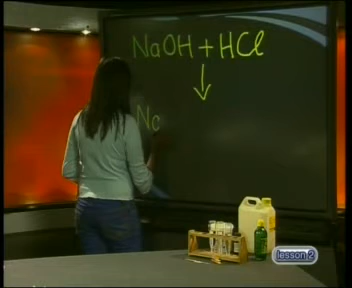 NaOH + HCl
↓
Na
lesson 2